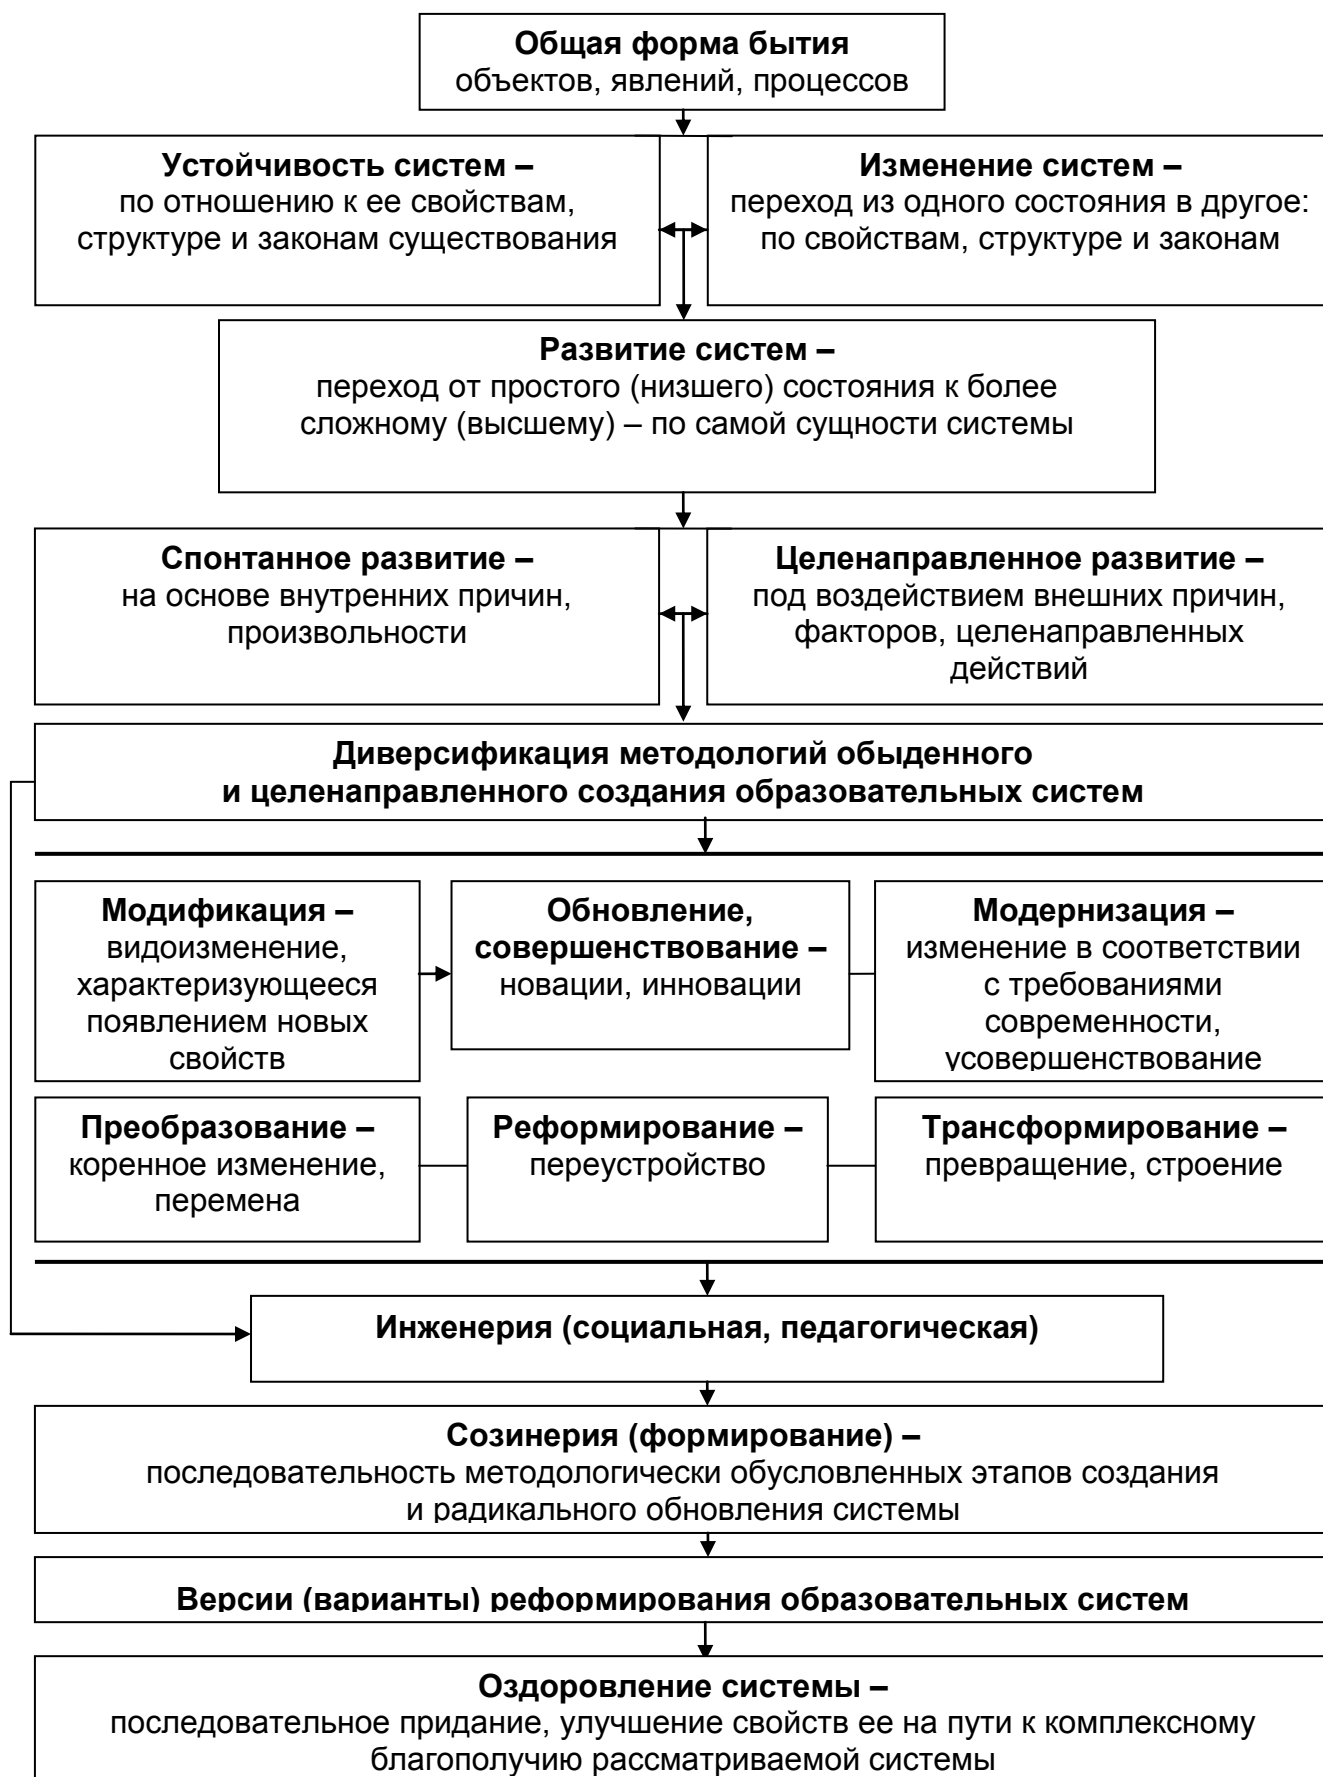 Общая форма бытия
объектов, явлений, процессов
Устойчивость систем –
по отношению к ее свойствам,
структуре и законам существования
Изменение систем –
переход из одного состояния в другое:
по свойствам, структуре и законам
Развитие систем –
переход от простого (низшего) состояния к более
сложному (высшему) – по самой сущности системы
Спонтанное развитие –
на основе внутренних причин,
произвольности
Целенаправленное развитие –
под воздействием внешних причин,
факторов, целенаправленных
действий
Диверсификация методологий обыденного
и целенаправленного создания образовательных систем
Модификация –
видоизменение,
характеризующееся
появлением новых
свойств
Обновление,
совершенствование –
новации, инновации
Модернизация –
изменение в соответствии
с требованиями
современности,
усовершенствование
Преобразование –
коренное изменение,
перемена
Реформирование –
переустройство
Трансформирование –
превращение, строение
Инженерия (социальная, педагогическая)
Созинерия (формирование) –
последовательность методологически обусловленных этапов создания
и радикального обновления системы
Версии (варианты) реформирования образовательных систем
Оздоровление системы –
последовательное придание, улучшение свойств ее на пути к комплексному
благополучию рассматриваемой системы